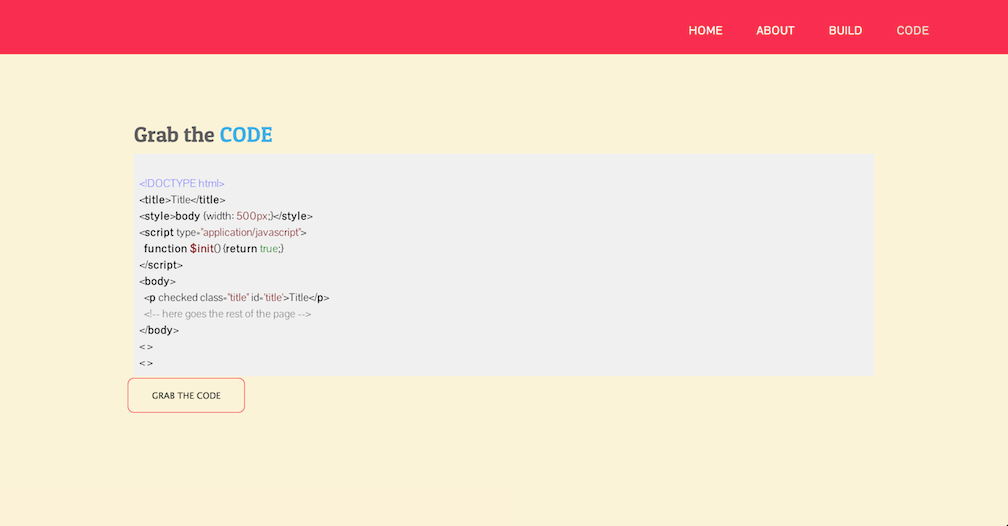 HOME ABOUT BUILD CODE
Grab the CODE
<!DOCTYPE html>
<title>Title</title>
<style>body {width: 500px;}</style>
<script type="application/javascript">
function $init() {return true;}
</script>
<body>
<p checked class="title" id='title'>Title</p>
<!-- here goes the rest of the page -->
</body>
< >
< >
GRAB THE CODE